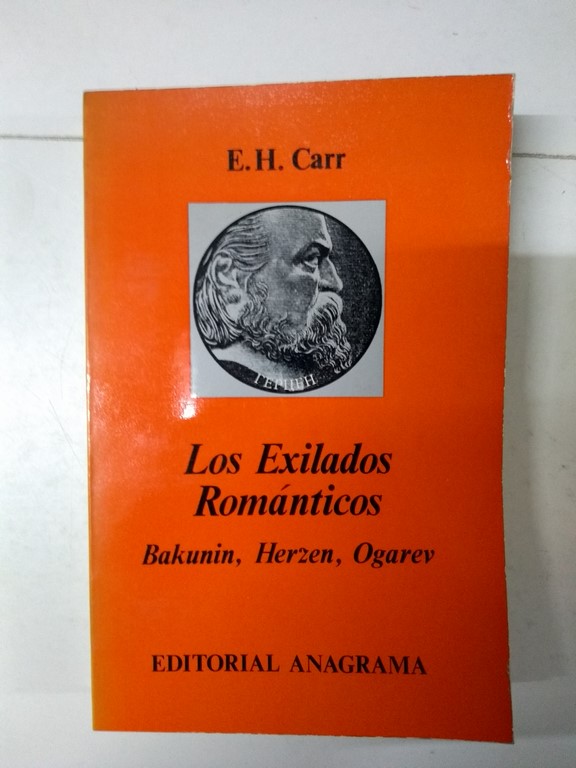 E.H. Carr
ГЕРЦЕН
Los Exilados
Románticos
Bakunin, Herzen, Ogarev
EDITORIAL ANAGRAMA